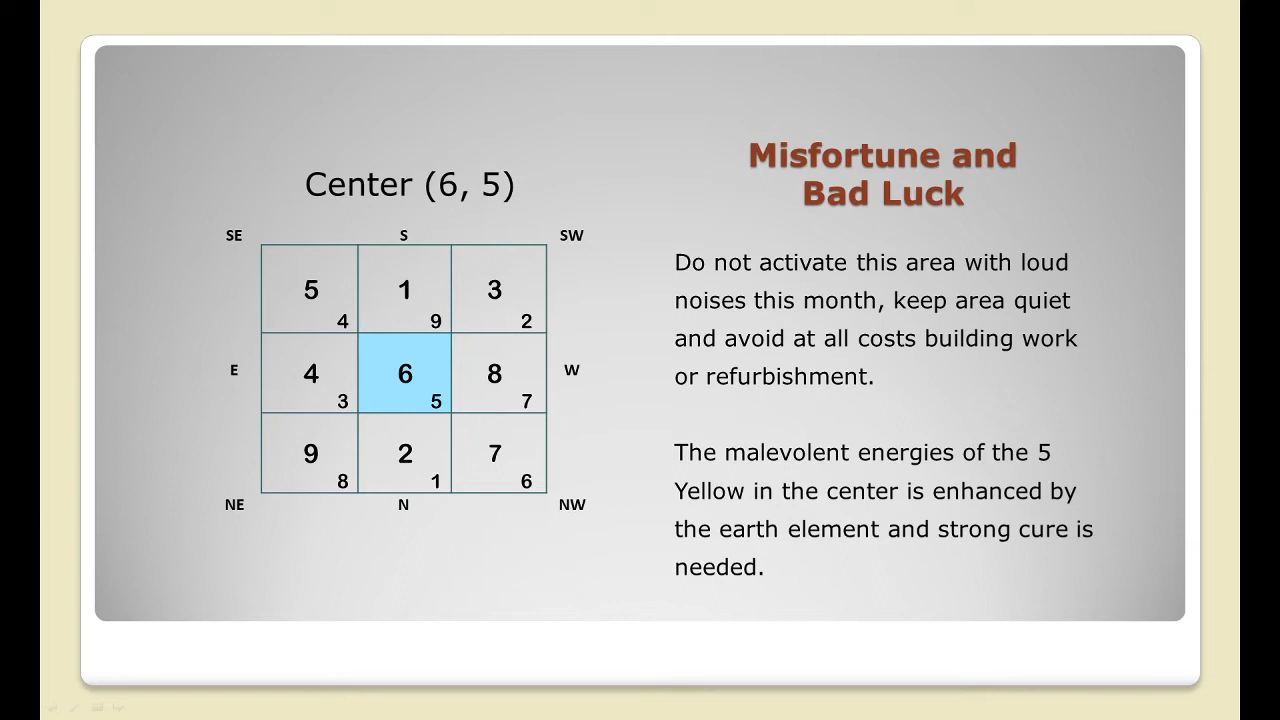 Misfortune and
Bad Luck
Center (6, 5)
SE S SW
5 1 3
4 9 2
E 4 6 8 W
3 5 7
9 2 7
8 1 6
NE N NW
Do not activate this area with loud
noises this month, keep area quiet
and avoid at all costs building work
or refurbishment.
The malevolent energies of the 5
Yellow in the center is enhanced by
the earth element and strong cure is
needed.